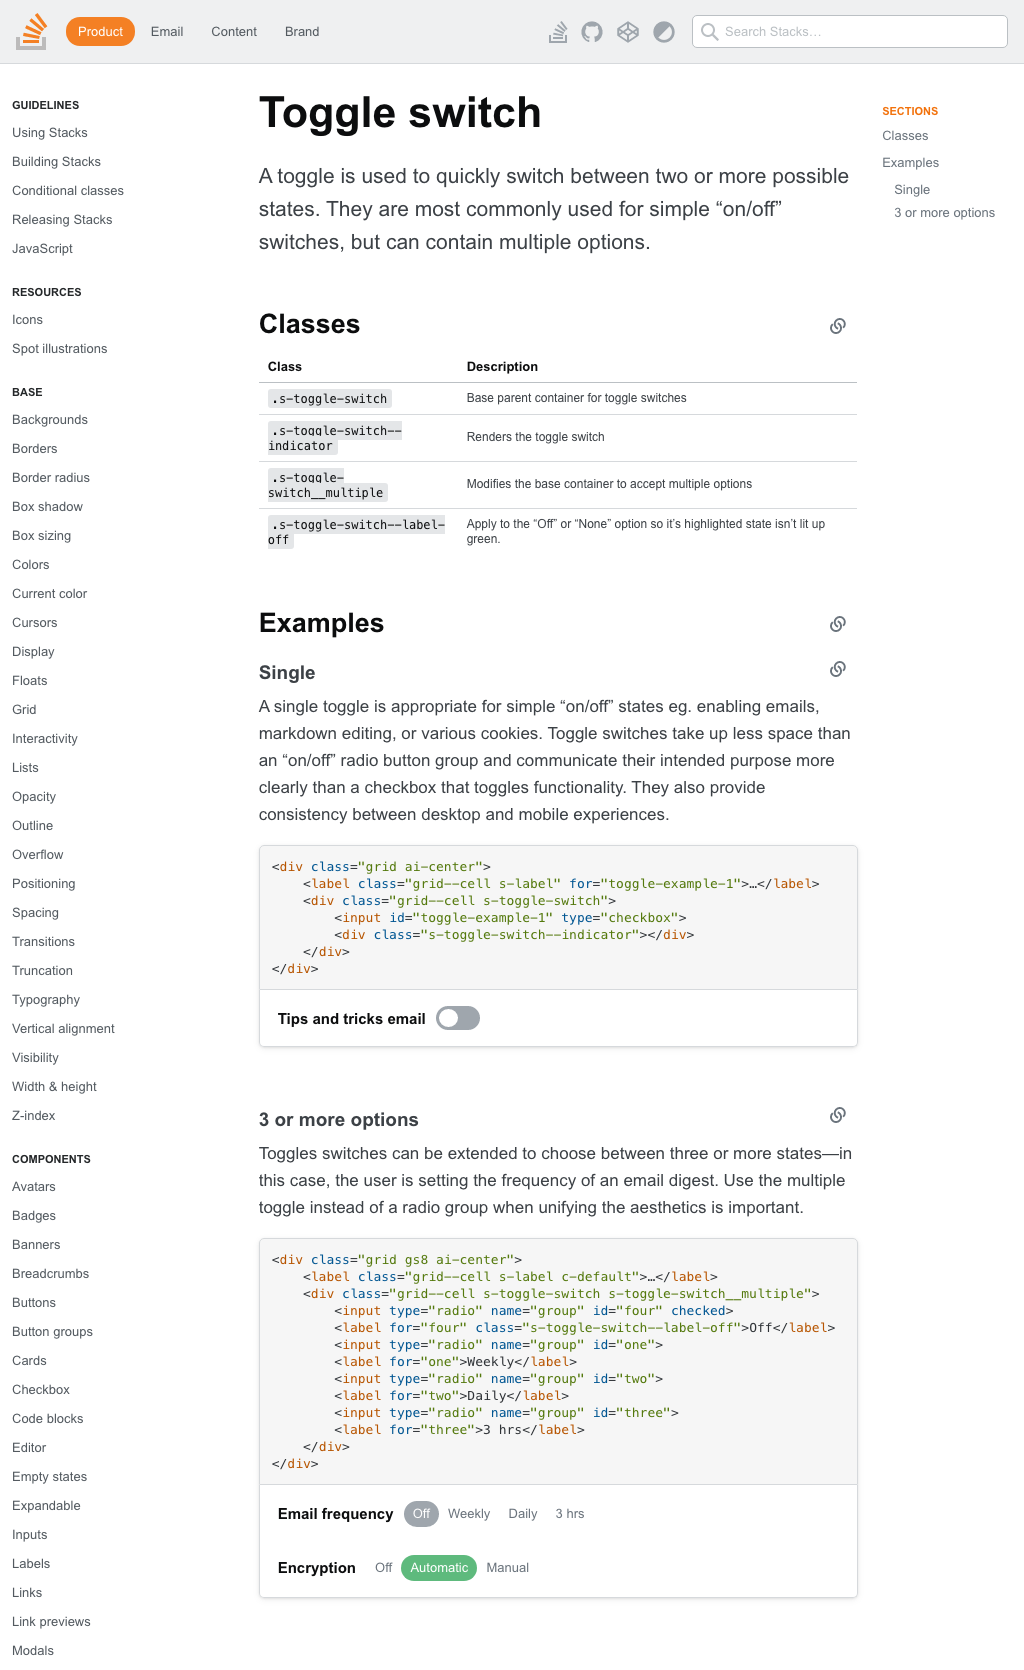 Product
Email
Content
Brand
Search Stacks…
GUIDELINES
Using Stacks
Building Stacks
Conditional classes
Releasing Stacks
JavaScript
RESOURCES
Icons
Spot illustrations
BASE
Backgrounds
Borders
Border radius
Box shadow
Box sizing
Colors
Current color
Cursors
Display
Floats
Grid
Interactivity
Lists
Opacity
Outline
Overflow
Positioning
Spacing
Transitions
Truncation
Typography
Vertical alignment
Visibility
Width & height
Z-index
COMPONENTS
Avatars
Badges
Banners
Breadcrumbs
Buttons
Button groups
Cards
Checkbox
Code blocks
Editor
Empty states
Expandable
Inputs
Labels
Links
Link previews
Modals
Toggle switch
A toggle is used to quickly switch between two or more possible
states. They are most commonly used for simple “on/off”
switches, but can contain multiple options.
Classes
Class Description
.s-toggle-switch Base parent container for toggle switches
.s-toggle-switch--
indicator
Renders the toggle switch
.s-toggle-
switch__multiple
Modifies the base container to accept multiple options
.s-toggle-switch--label-
off
Apply to the “Off” or “None” option so it’s highlighted state isn’t lit up
green.
Examples
Single
A single toggle is appropriate for simple “on/off” states eg. enabling emails,
markdown editing, or various cookies. Toggle switches take up less space than
an “on/off” radio button group and communicate their intended purpose more
clearly than a checkbox that toggles functionality. They also provide
consistency between desktop and mobile experiences.
<div class="grid ai-center">
    <label class="grid--cell s-label" for="toggle-example-1">…</label>
    <div class="grid--cell s-toggle-switch">
        <input id="toggle-example-1" type="checkbox">
        <div class="s-toggle-switch--indicator"></div>
    </div>
</div>
Tips and tricks email
3 or more options
Toggles switches can be extended to choose between three or more states—in
this case, the user is setting the frequency of an email digest. Use the multiple
toggle instead of a radio group when unifying the aesthetics is important.
<div class="grid gs8 ai-center">
    <label class="grid--cell s-label c-default">…</label>
    <div class="grid--cell s-toggle-switch s-toggle-switch__multiple">
        <input type="radio" name="group" id="four" checked>
        <label for="four" class="s-toggle-switch--label-off">Off</label>
        <input type="radio" name="group" id="one">
        <label for="one">Weekly</label>
        <input type="radio" name="group" id="two">
        <label for="two">Daily</label>
        <input type="radio" name="group" id="three">
        <label for="three">3 hrs</label>
    </div>
</div>
Email frequency Off Weekly Daily 3 hrs
Encryption Off Automatic Manual
SECTIONS
Classes
Examples
Single
3 or more options